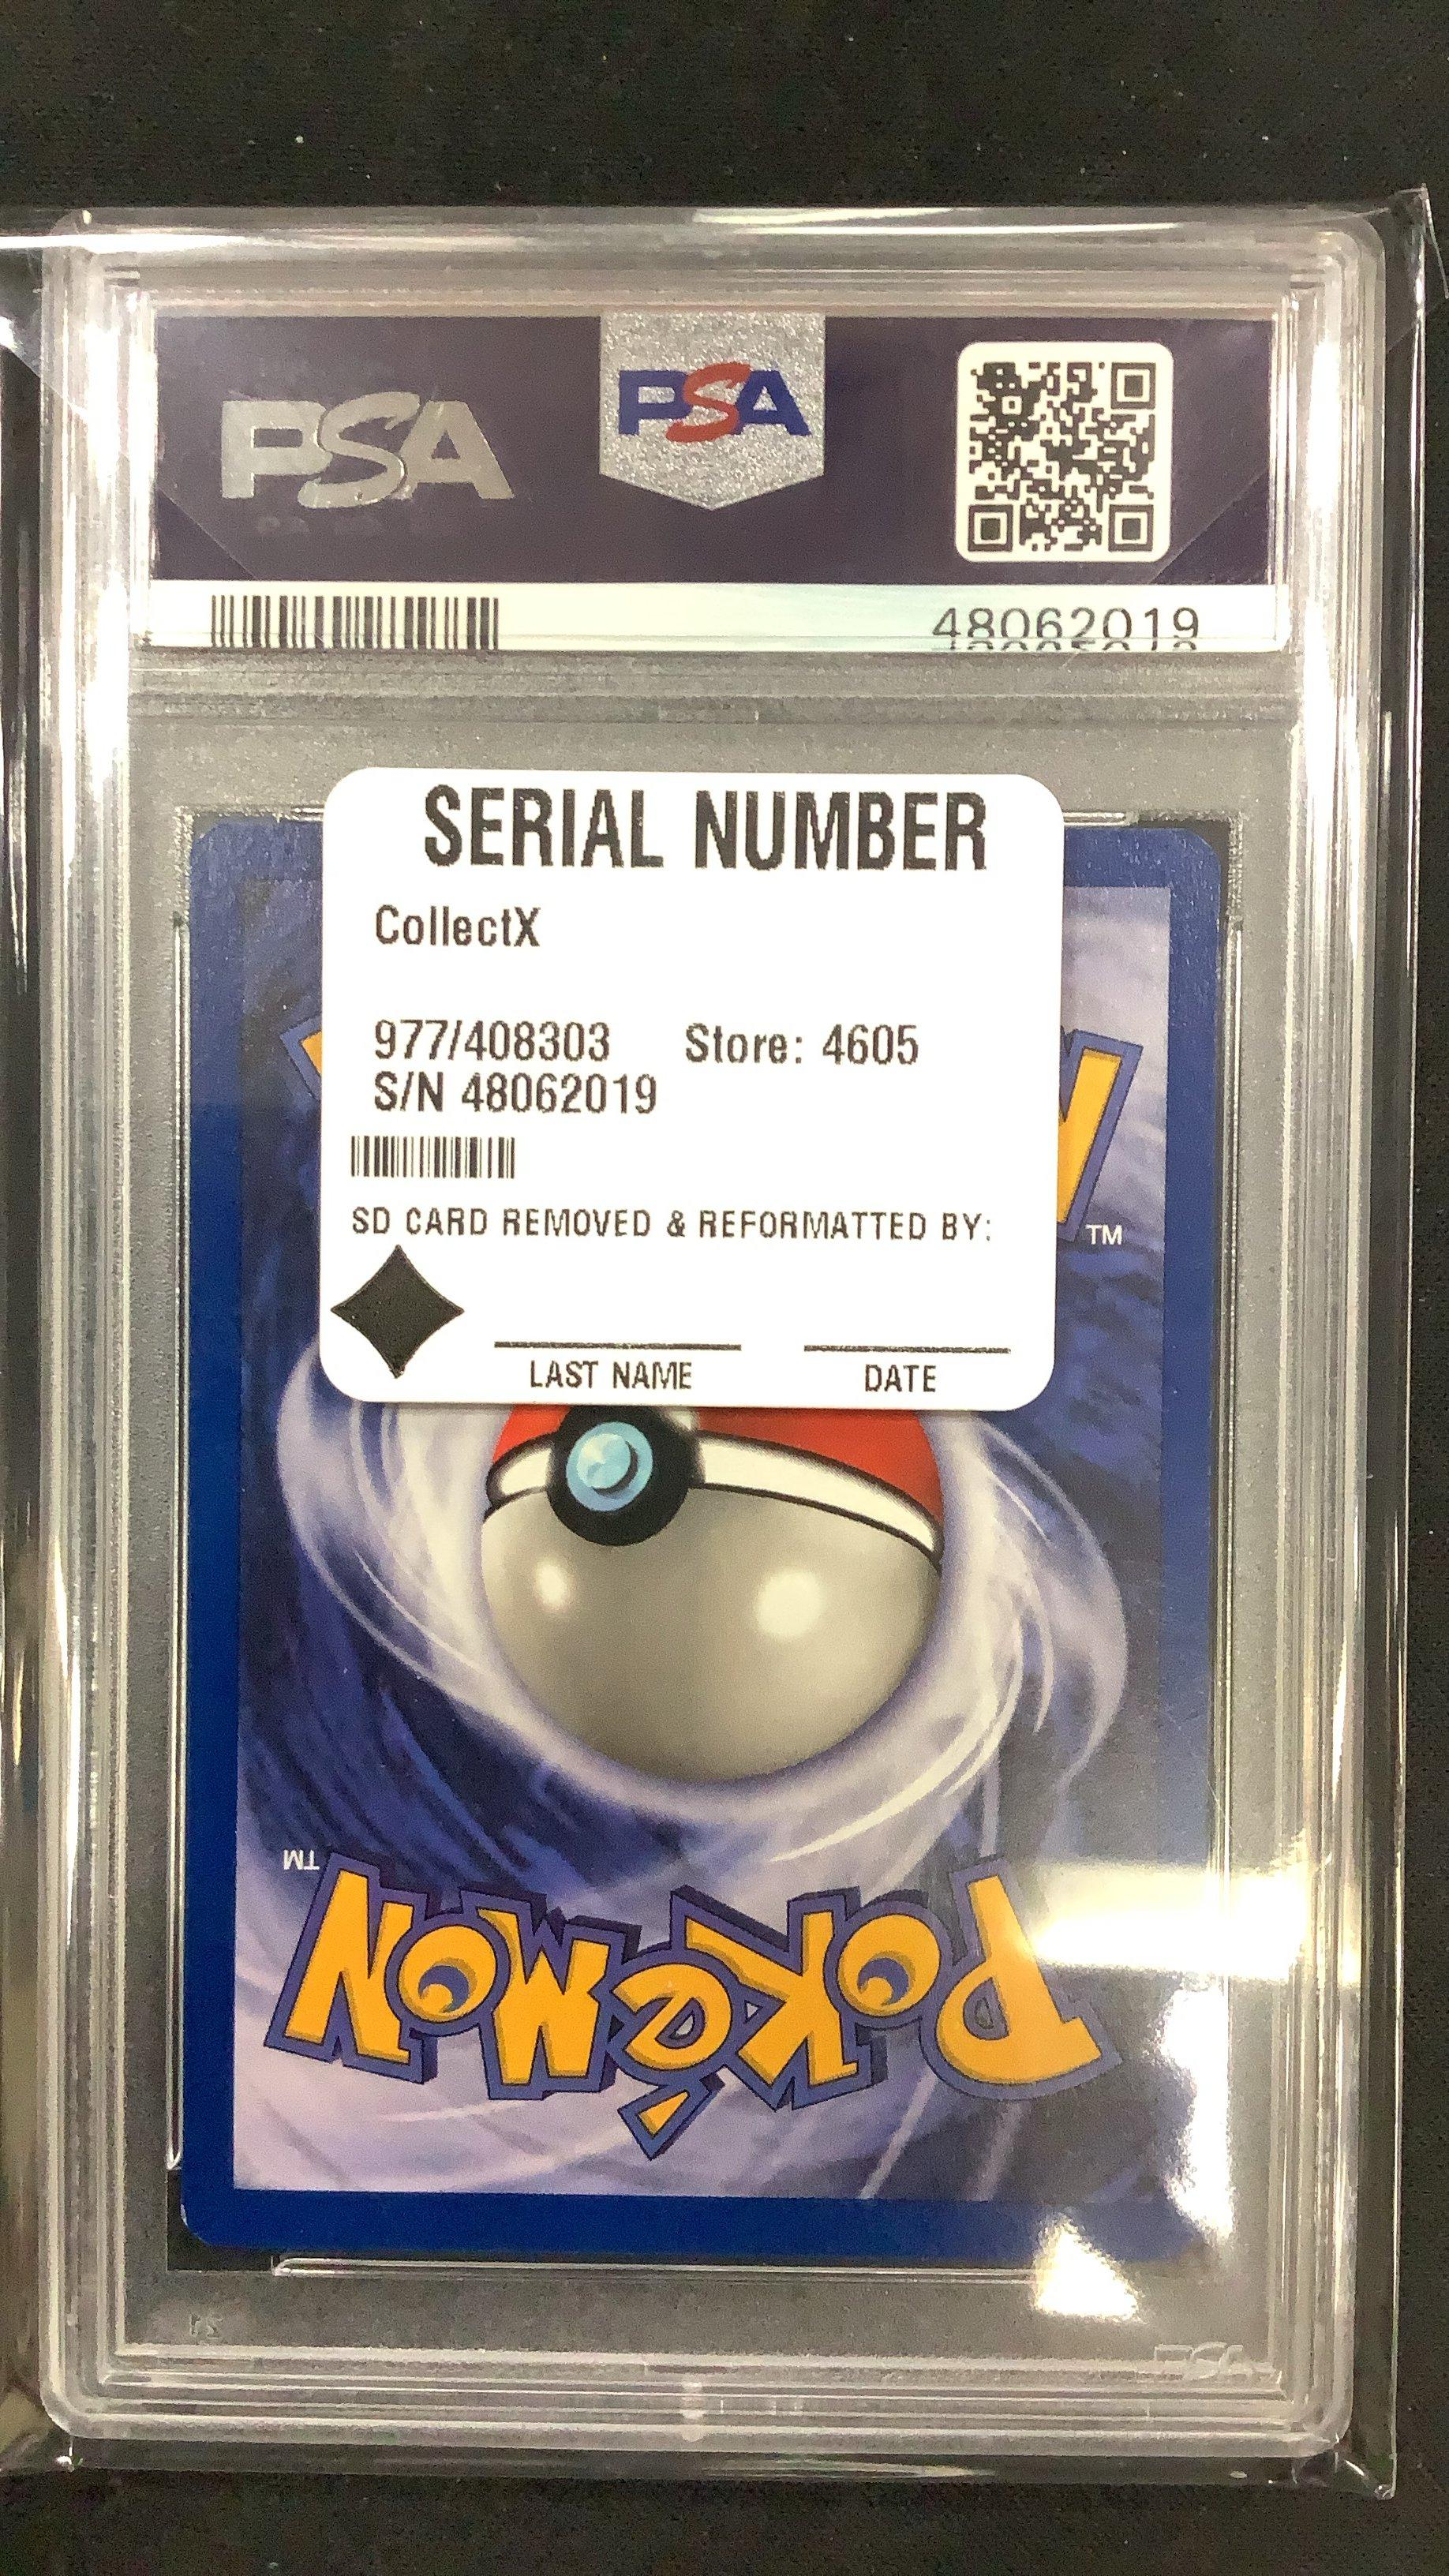 PSA
PSA
48062019
SERIAL NUMBER
CollectX
977/408303 Store: 4605
S/N 48062019
SD CARD REMOVED & REFORMATTED BY:
LAST NAME DATE
TM
TM
POKéMON
PSA